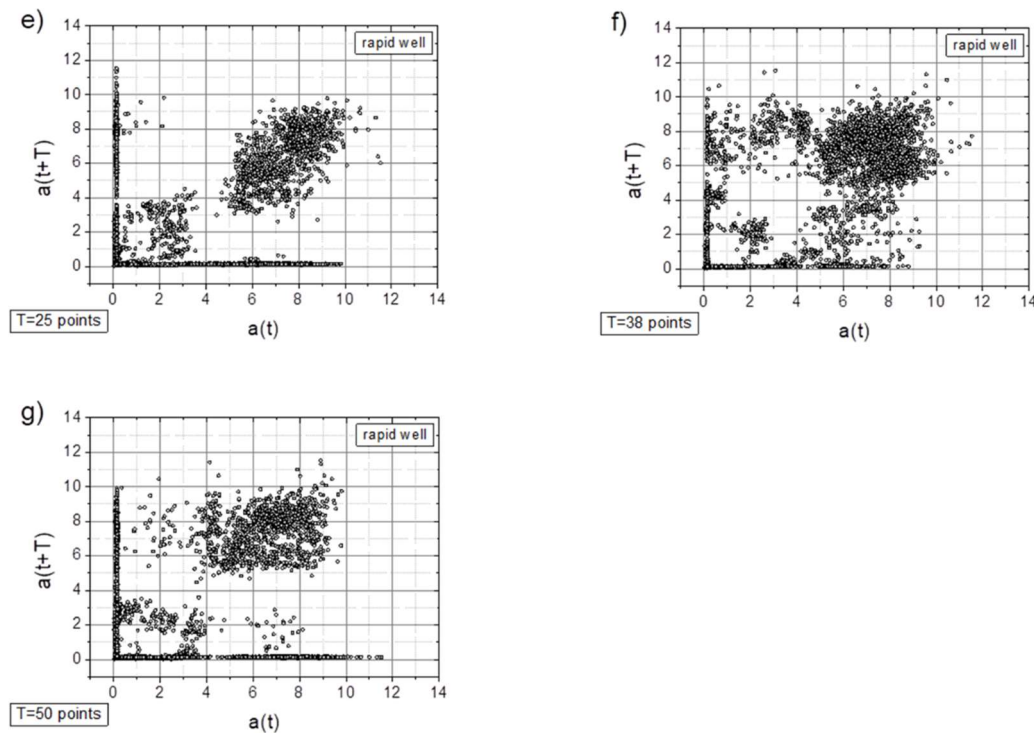 e)
14
12
10
8
6
4
2
0
a(t+T)
rapid well
0 2 4 6 8 10 12 14
T=25 points
a(t)
f)
14
12
10
8
6
4
2
0
a(t+T)
rapid well
0 2 4 6 8 10 12 14
T=38 points
a(t)
g)
14
12
10
8
6
4
2
0
a(t+T)
rapid well
0 2 4 6 8 10 12 14
T=50 points
a(t)